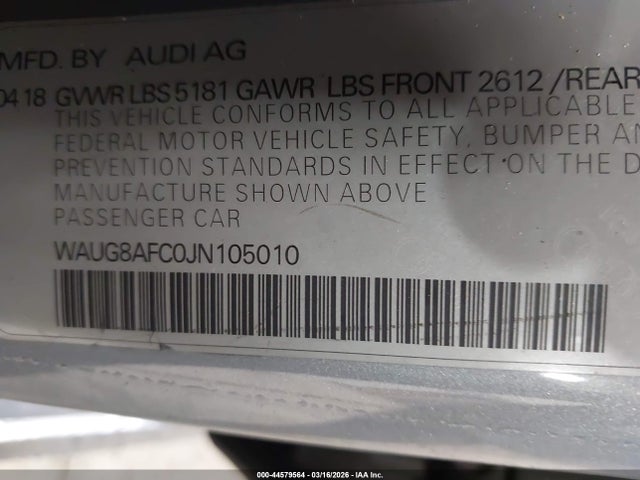 MFD. BY AUDI AG
04 18 GVWR LBS 5181 GAWR LBS FRONT 2612 /REAR
THIS VEHICLE CONFORMS TO ALL APPLICABLE
FEDERAL MOTOR VEHICLE SAFETY, BUMPER AN
PREVENTION STANDARDS IN EFFECT ON THE D
MANUFACTURE SHOWN ABOVE
PASSENGER CAR
WAUG8AFC0JN105010
000-44579564 - 03/16/2026 - IAA Inc.